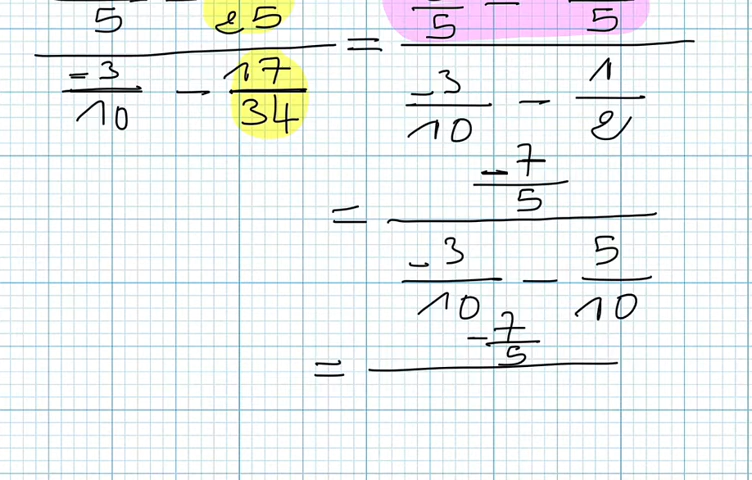 5 25 = 5 5
-3/10 - 17/34 -3/10 - 1/2
= -7/5
-3/10 - 5/10
= -7/5